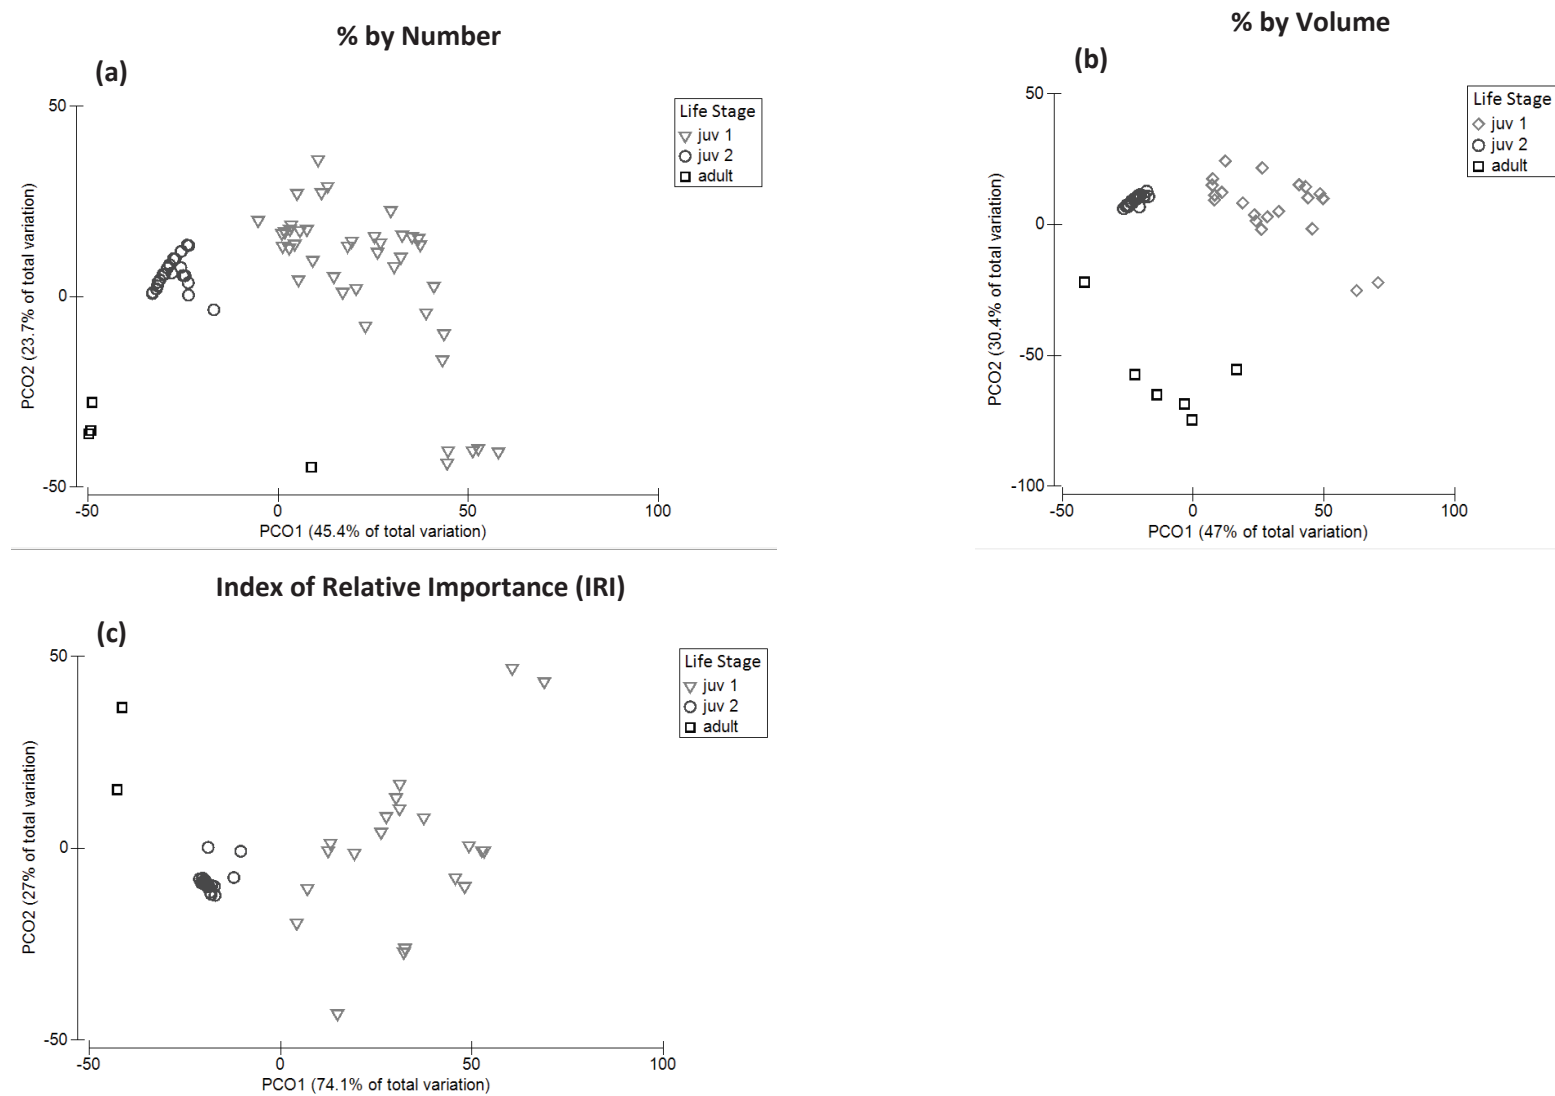 % by Number
(a)
50
0
-50
PCO2 (23.7% of total variation)
-50
0
50
100
PCO1 (45.4% of total variation)
Life Stage
juv 1
juv 2
adult
% by Volume
(b)
50
0
-50
-100
PCO2 (30.4% of total variation)
-50
0
50
100
PCO1 (47% of total variation)
Life Stage
juv 1
juv 2
adult
Index of Relative Importance (IRI)
(c)
50
0
-50
PCO2 (27% of total variation)
-50
0
50
100
PCO1 (74.1% of total variation)
Life Stage
juv 1
juv 2
adult